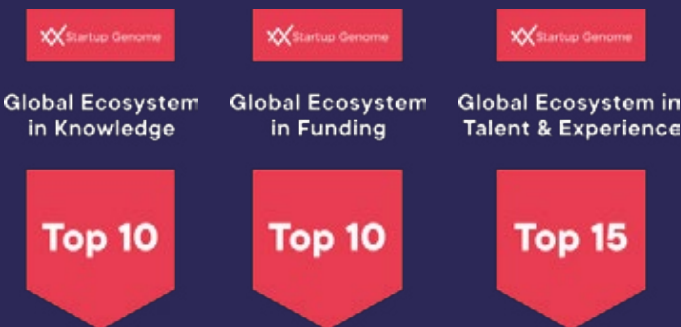 Startup Genome
Global Ecosystem
in Knowledge
Top 10
Startup Genome
Global Ecosystem
in Funding
Top 10
Startup Genome
Global Ecosystem in
Talent & Experience
Top 15